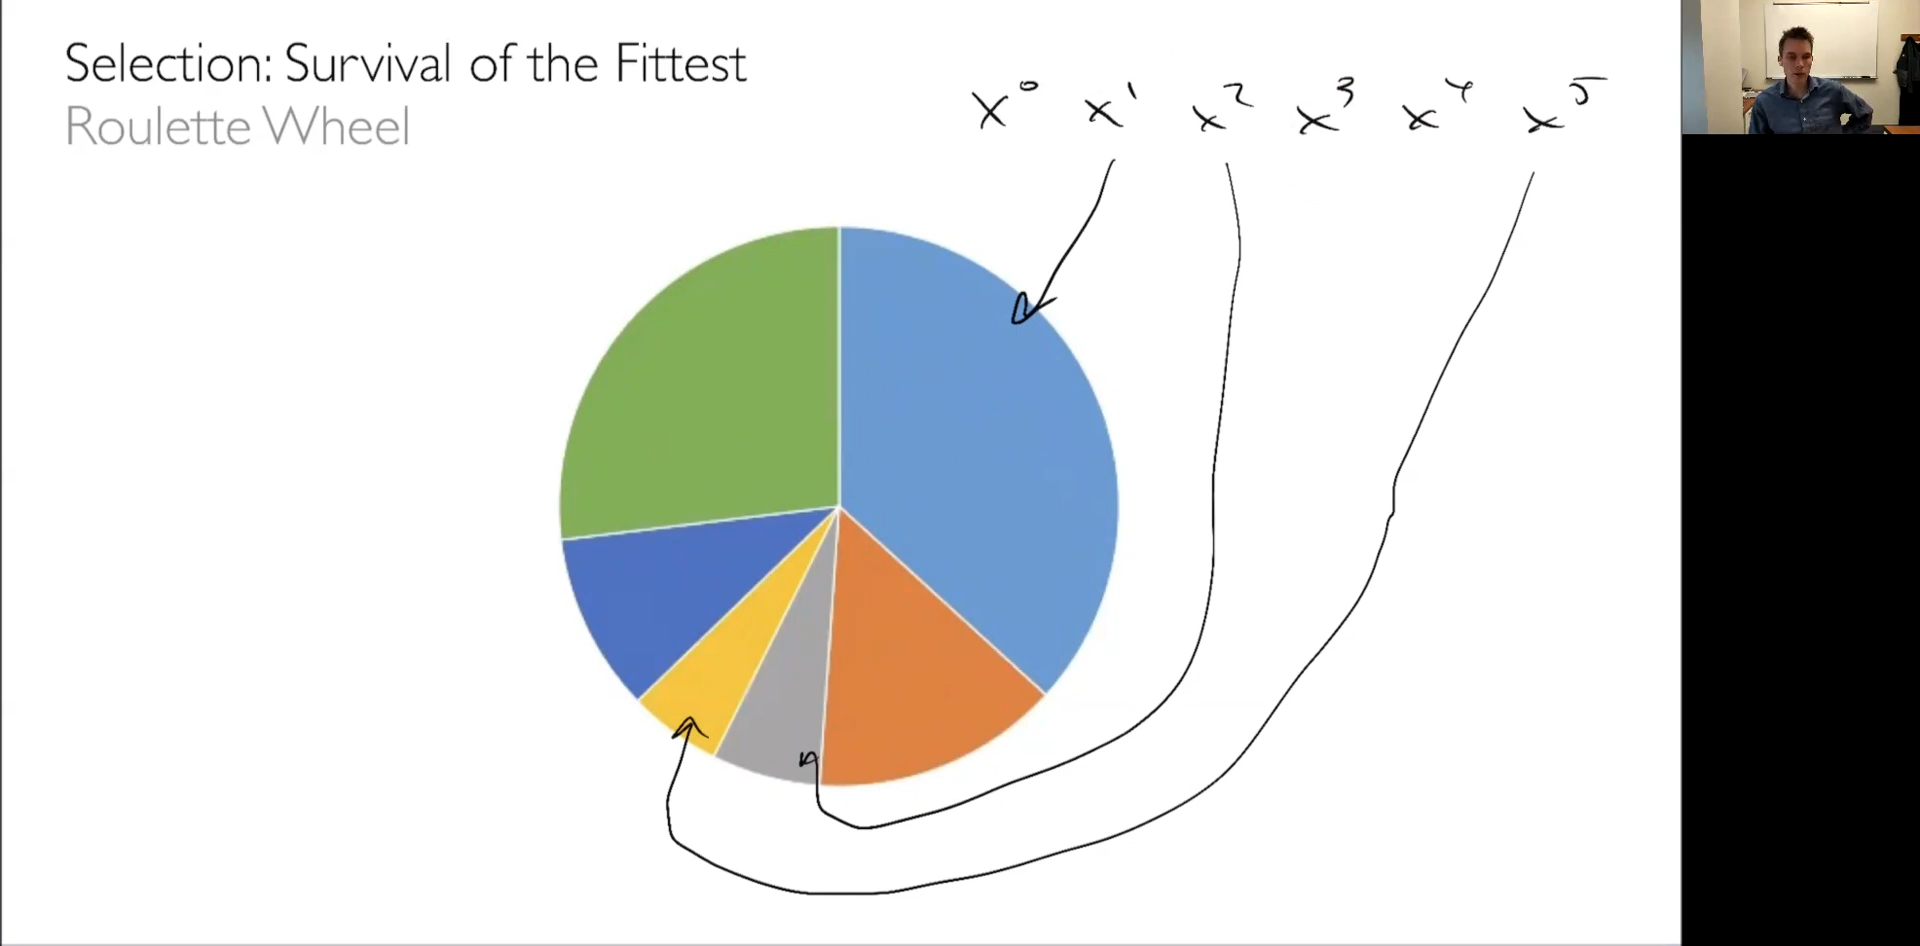 Selection: Survival of the Fittest
Roulette Wheel
x⁰ x¹ x² x³ x⁴ x⁵